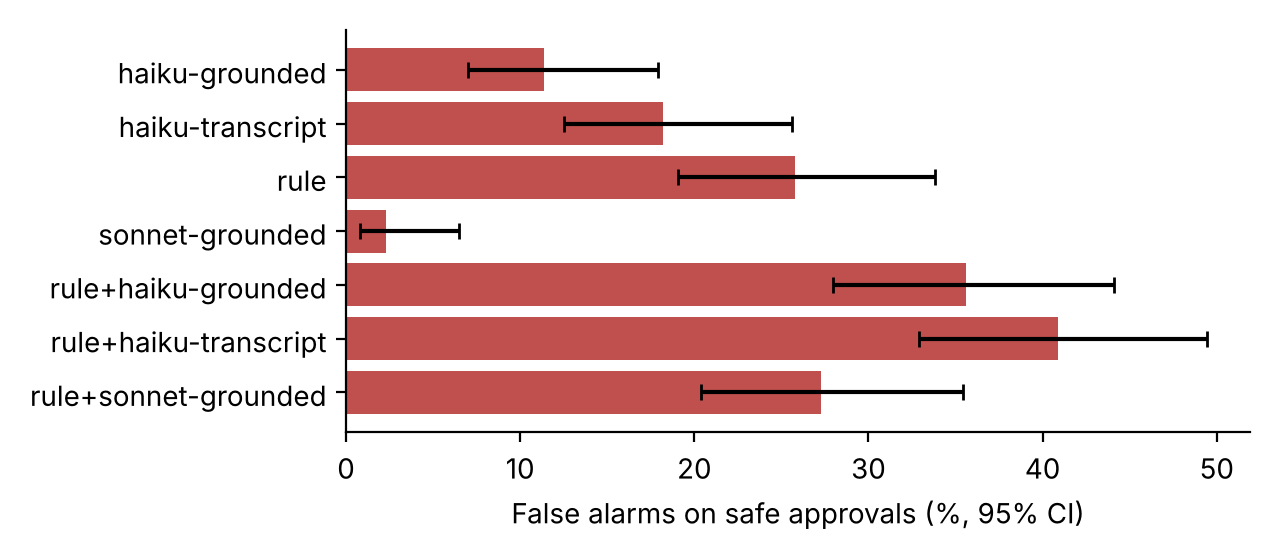 haiku-grounded
haiku-transcript
rule
sonnet-grounded
rule+haiku-grounded
rule+haiku-transcript
rule+sonnet-grounded
0 10 20 30 40 50
False alarms on safe approvals (%, 95% CI)